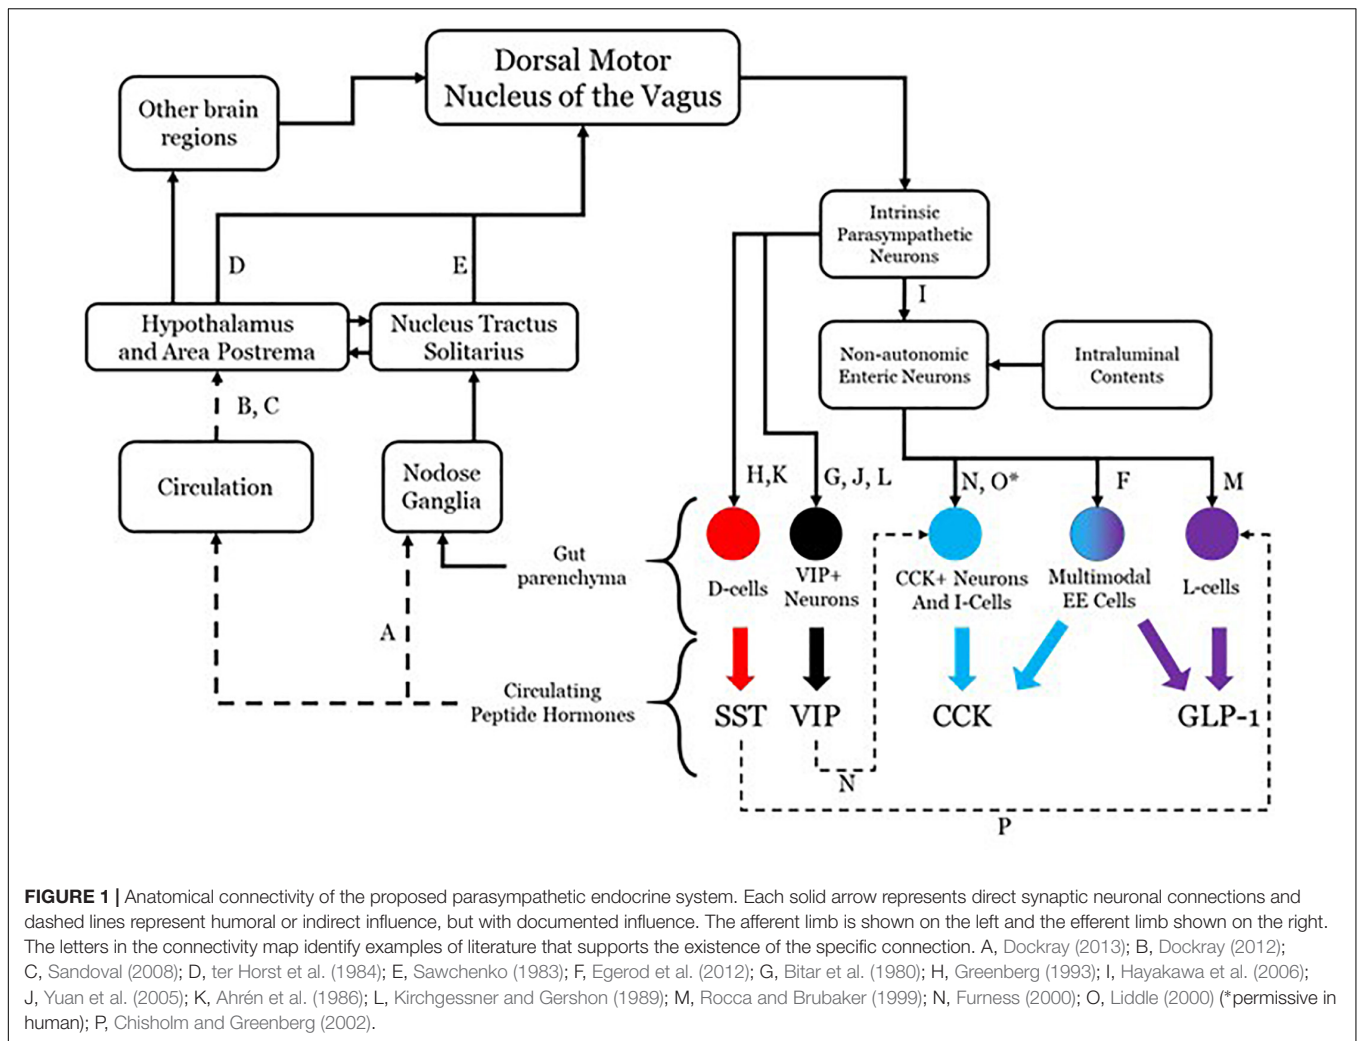 Dorsal Motor
Nucleus of the Vagus
Other brain
regions
Intrinsic
Parasympathetic
Neurons
D
E
I
Hypothalamus
and Area Postrema
Nucleus Tractus
Solitarius
Non-autonomic
Enteric Neurons
Intraluminal
Contents
B, C
Circulation
Nodose
Ganglia
H,K
G, J, L
N, O*
F
M
Gut
parenchyma
D-cells
VIP+
Neurons
CCK+ Neurons
And I-Cells
Multimodal
EE Cells
L-cells
A
Circulating
Peptide Hormones
SST
VIP
CCK
GLP-1
N
P
FIGURE 1 | Anatomical connectivity of the proposed parasympathetic endocrine system. Each solid arrow represents direct synaptic neuronal connections and
dashed lines represent humoral or indirect influence, but with documented influence. The afferent limb is shown on the left and the efferent limb shown on the right.
The letters in the connectivity map identify examples of literature that supports the existence of the specific connection. A, Dockray (2013); B, Dockray (2012);
C, Sandoval (2008); D, ter Horst et al. (1984); E, Sawchenko (1983); F, Egerod et al. (2012); G, Bitar et al. (1980); H, Greenberg (1993); I, Hayakawa et al. (2006);
J, Yuan et al. (2005); K, Ahrén et al. (1986); L, Kirchgessner and Gershon (1989); M, Rocca and Brubaker (1999); N, Furness (2000); O, Liddle (2000) (*permissive in
human); P, Chisholm and Greenberg (2002).